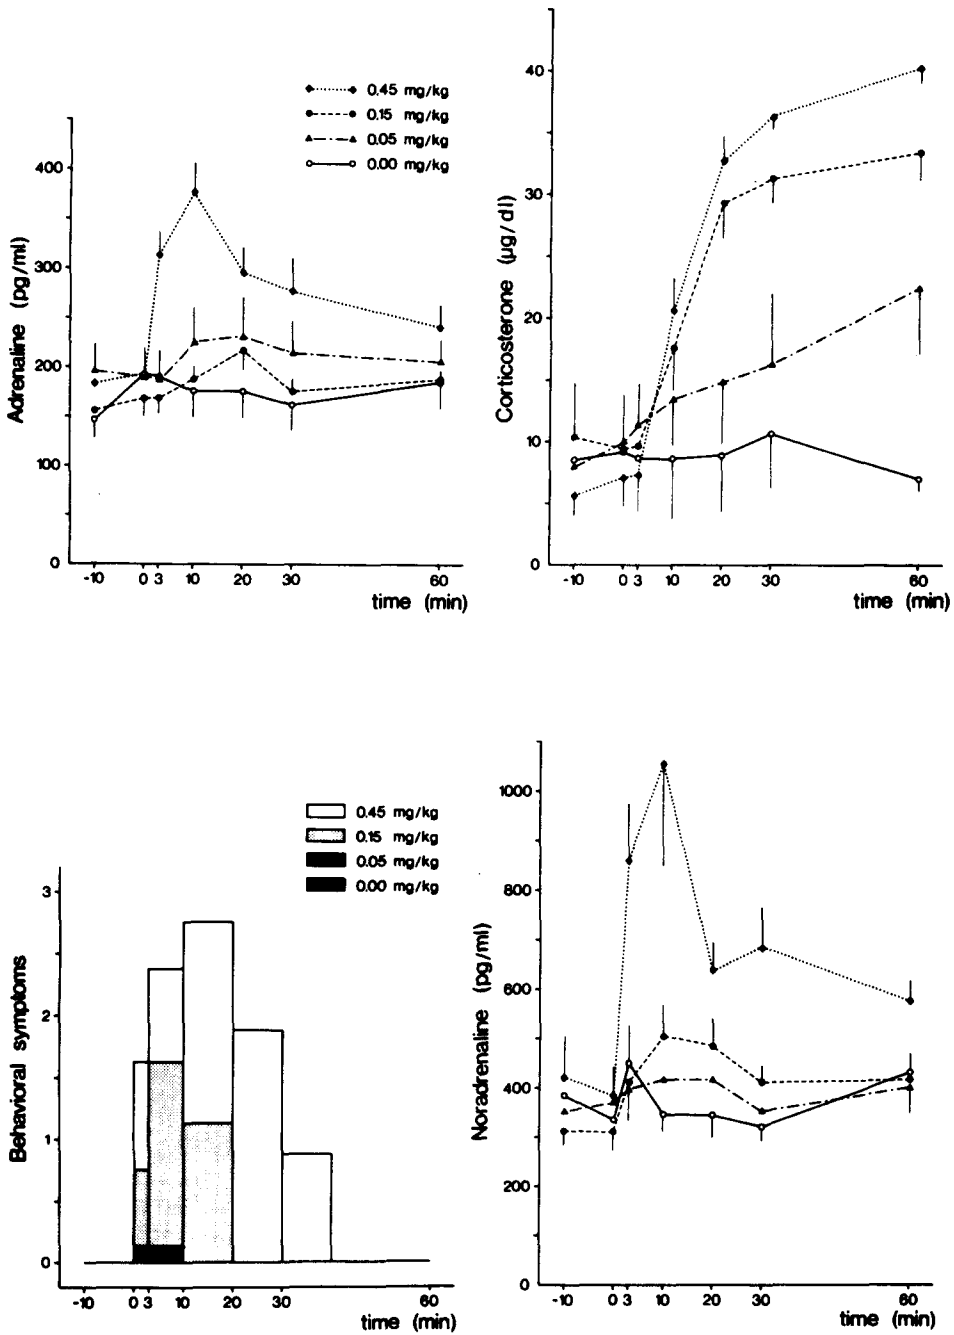 0.45 mg/kg
0.15 mg/kg
0.05 mg/kg
0.00 mg/kg
Adrenaline (pg/ml)
400
300
200
100
0
-10 0 3 10 20 30 60
time (min)
Corticosterone (µg/dl)
40
30
20
10
0
-10 0 3 10 20 30 60
time (min)
0.45 mg/kg
0.15 mg/kg
0.05 mg/kg
0.00 mg/kg
Behavioral symptoms
3
2
1
0
-10 0 3 10 20 30 60
time (min)
Noradrenaline (pg/ml)
1000
800
600
400
200
0
-10 0 3 10 20 30 60
time (min)